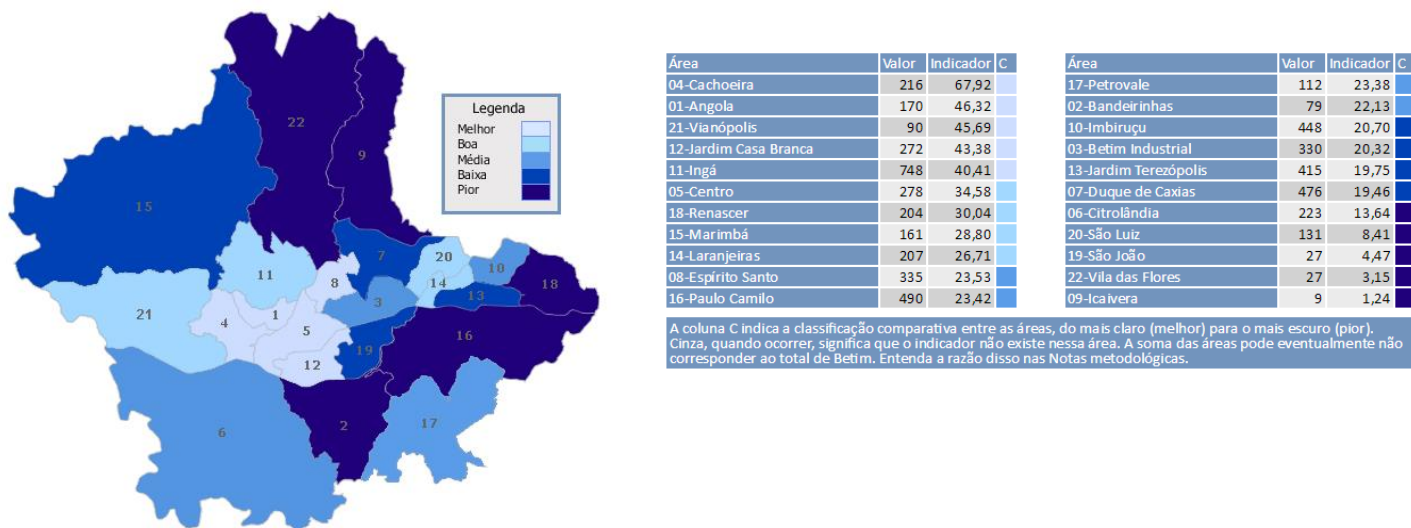 22
9
15
Legenda
Melhor
Boa
Média
Baixa
Pior
11
7
20
10
8
14
18
3
13
21
4
1
5
16
19
12
6
2
17
Área Valor Indicador C
04-Cachoeira 216 67,92
01-Angola 170 46,32
21-Vianópolis 90 45,69
12-Jardim Casa Branca 272 43,38
11-Ingá 748 40,41
05-Centro 278 34,58
18-Renascer 204 30,04
15-Marimbá 161 28,80
14-Laranjeiras 207 26,71
08-Espírito Santo 335 23,53
16-Paulo Camilo 490 23,42
Área Valor Indicador C
17-Petrovale 112 23,38
02-Bandeirinhas 79 22,13
10-Imbiruçu 448 20,70
03-Betim Industrial 330 20,32
13-Jardim Terezópolis 415 19,75
07-Duque de Caxias 476 19,46
06-Citrolândia 223 13,64
20-São Luiz 131 8,41
19-São João 27 4,47
22-Vila das Flores 27 3,15
09-Icaivera 9 1,24
A coluna C indica a classificação comparativa entre as áreas, do mais claro (melhor) para o mais escuro (pior).
Cinza, quando ocorrer, significa que o indicador não existe nessa área. A soma das áreas pode eventualmente não
corresponder ao total de Betim. Entenda a razão disso nas Notas metodológicas.